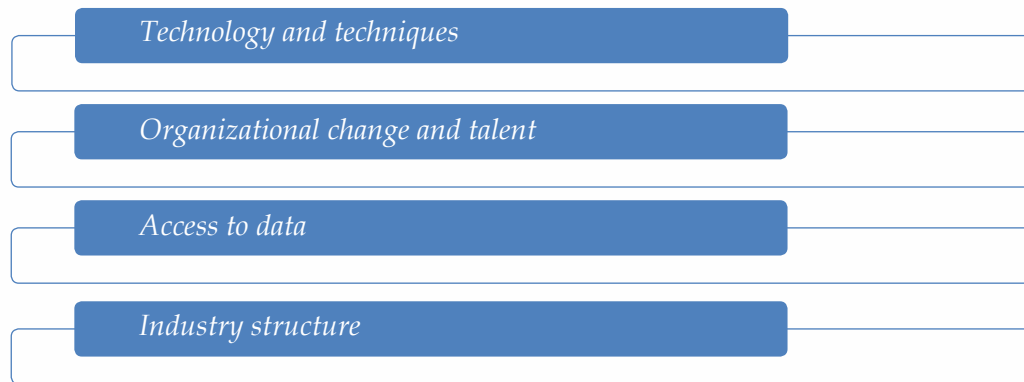 Technology and techniques
Organizational change and talent
Access to data
Industry structure